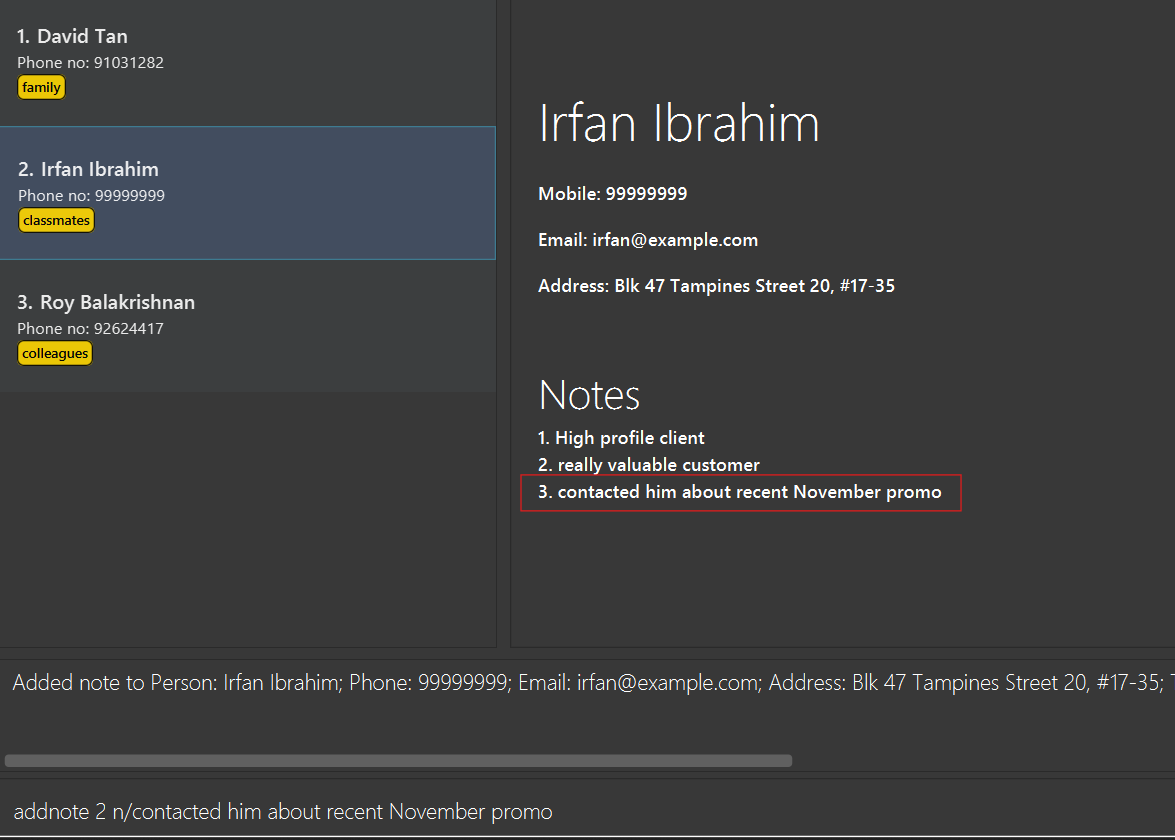 1. David Tan
Phone no: 91031282
family
2. Irfan Ibrahim
Phone no: 99999999
classmates
3. Roy Balakrishnan
Phone no: 92624417
colleagues
Irfan Ibrahim
Mobile: 99999999
Email: irfan@example.com
Address: Blk 47 Tampines Street 20, #17-35
Notes
1. High profile client
2. really valuable customer
3. contacted him about recent November promo
Added note to Person: Irfan Ibrahim; Phone: 99999999; Email: irfan@example.com; Address: Blk 47 Tampines Street 20, #17-35;
addnote 2 n/contacted him about recent November promo